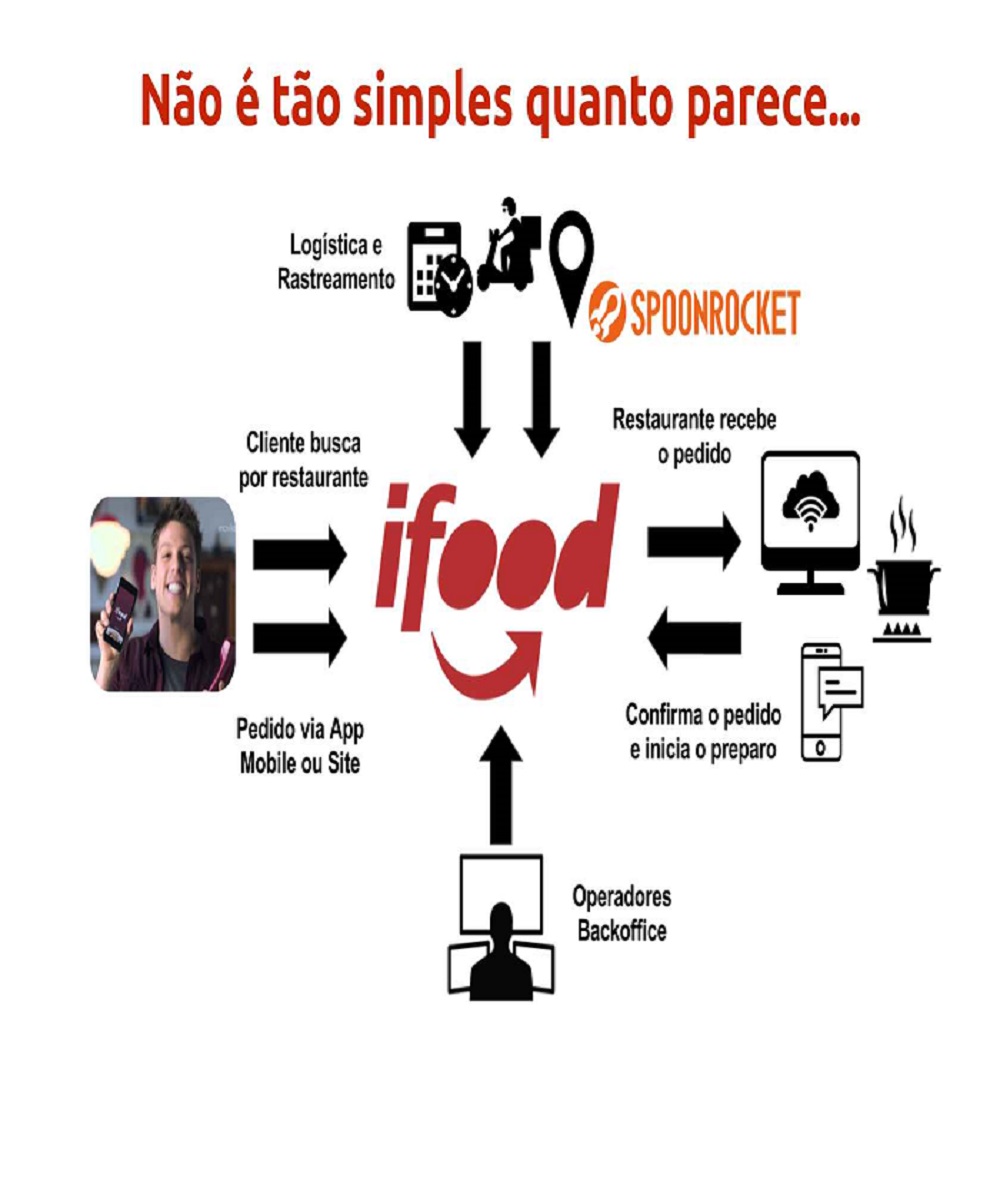 Não é tão simples quanto parece...
Logística e
Rastreamento
SPOONROCKET
Cliente busca
por restaurante
Restaurante recebe
o pedido
ifood
Pedido via App
Mobile ou Site
Confirma o pedido
e inicia o preparo
Operadores
Backoffice